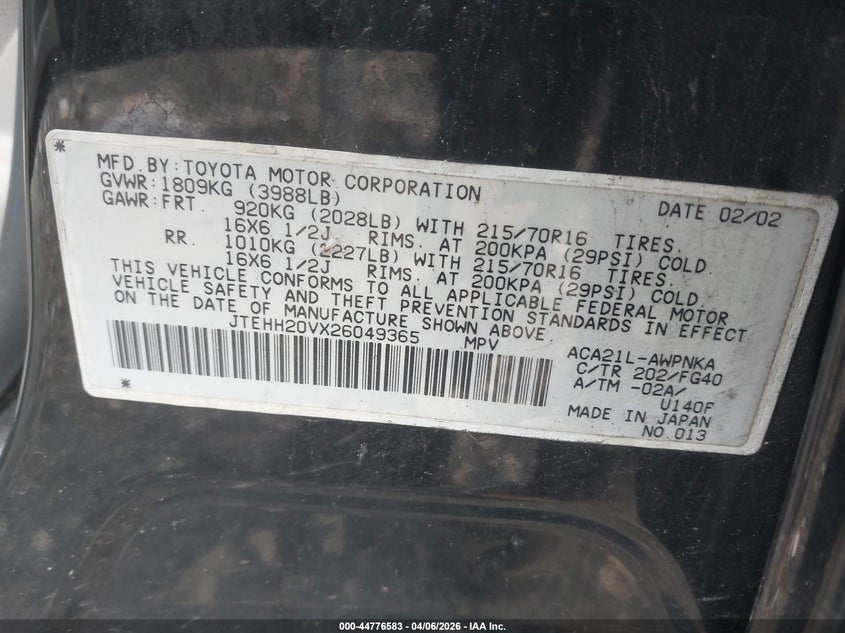 *
MFD.BY:TOYOTA MOTOR CORPORATION DATE 02/02
GVWR:1809KG (3988LB)
GAWR:FRT. 920KG (2028LB) WITH 215/70R16 TIRES.
16X6 1/2J RIMS. AT 200KPA (29PSI) COLD.
RR. 1010KG (2227LB) WITH 215/70R16 TIRES.
16X6 1/2J RIMS. AT 200KPA (29PSI) COLD.
THIS VEHICLE CONFORMS TO ALL APPLICABLE FEDERAL MOTOR
VEHICLE SAFETY AND THEFT PREVENTION STANDARDS IN EFFECT
ON THE DATE OF MANUFACTURE SHOWN ABOVE.
JTEHH20VX26049365 MPV
ACA21L-AWPNKA
C/TR 202/FG40
A/TM -02A/
U140F
MADE IN JAPAN
NO.013
*
000-44776583 - 04/06/2026 - IAA Inc.